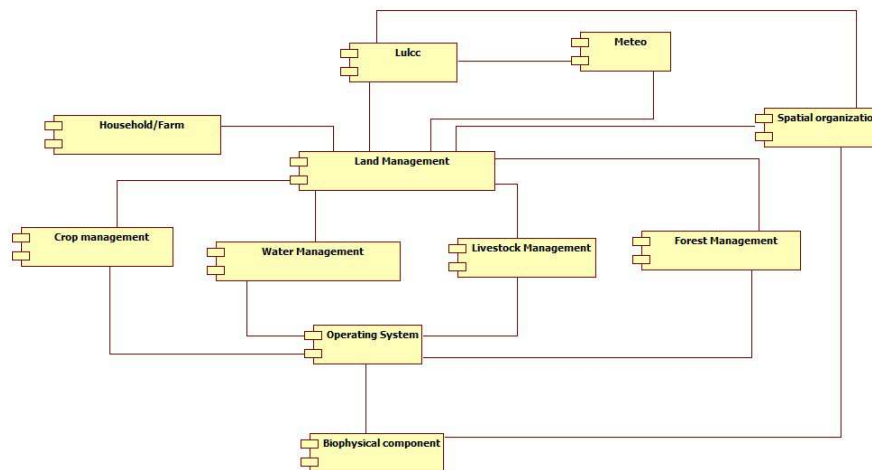 Lulcc
Meteo
Household/Farm
Spatial organization
Land Management
Crop management
Water Management
Livestock Management
Forest Management
Operating System
Biophysical component